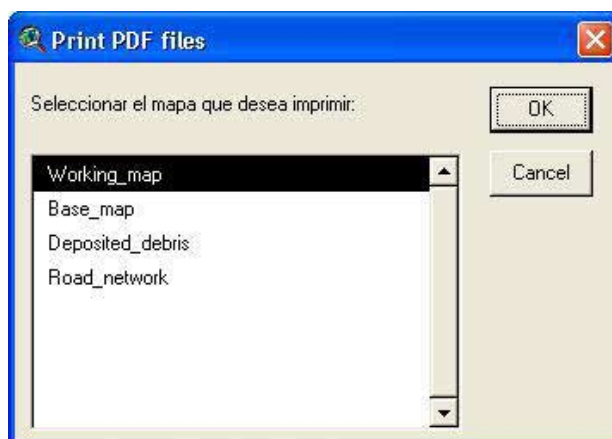 Print PDF files
Seleccionar el mapa que desea imprimir:
OK
Working_map
Cancel
Base_map
Deposited_debris
Road_network